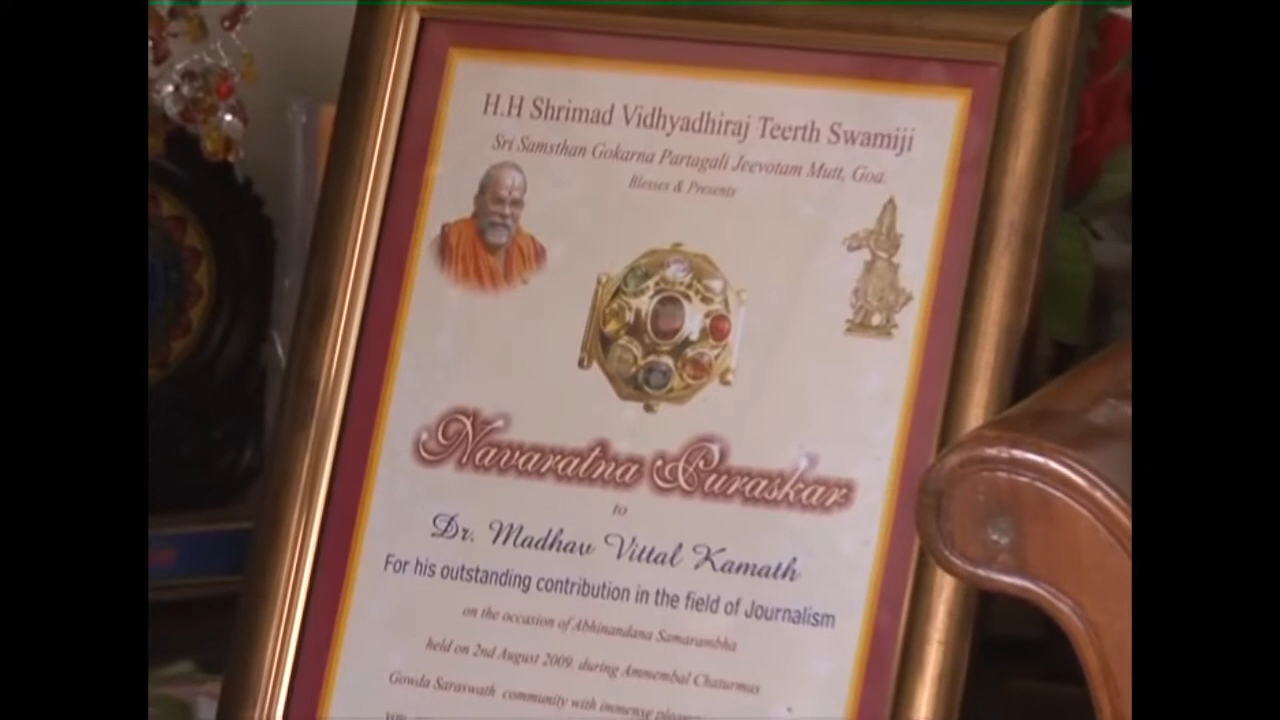 H.H Shrimad Vidhyadhiraj Teerth Swamiji
Sri Samsthan Gokarna Partagali Jeevotam Mutt, Goa.
Blesses & Presents
Navaratna Puraskar
to
Dr. Madhav Vittal Kamath
For his outstanding contribution in the field of Journalism
on the occasion of Abhinandana Samarambha
held on 2nd August 2009. during Ammembal Chaturmas
Gowda Saraswath community with immense